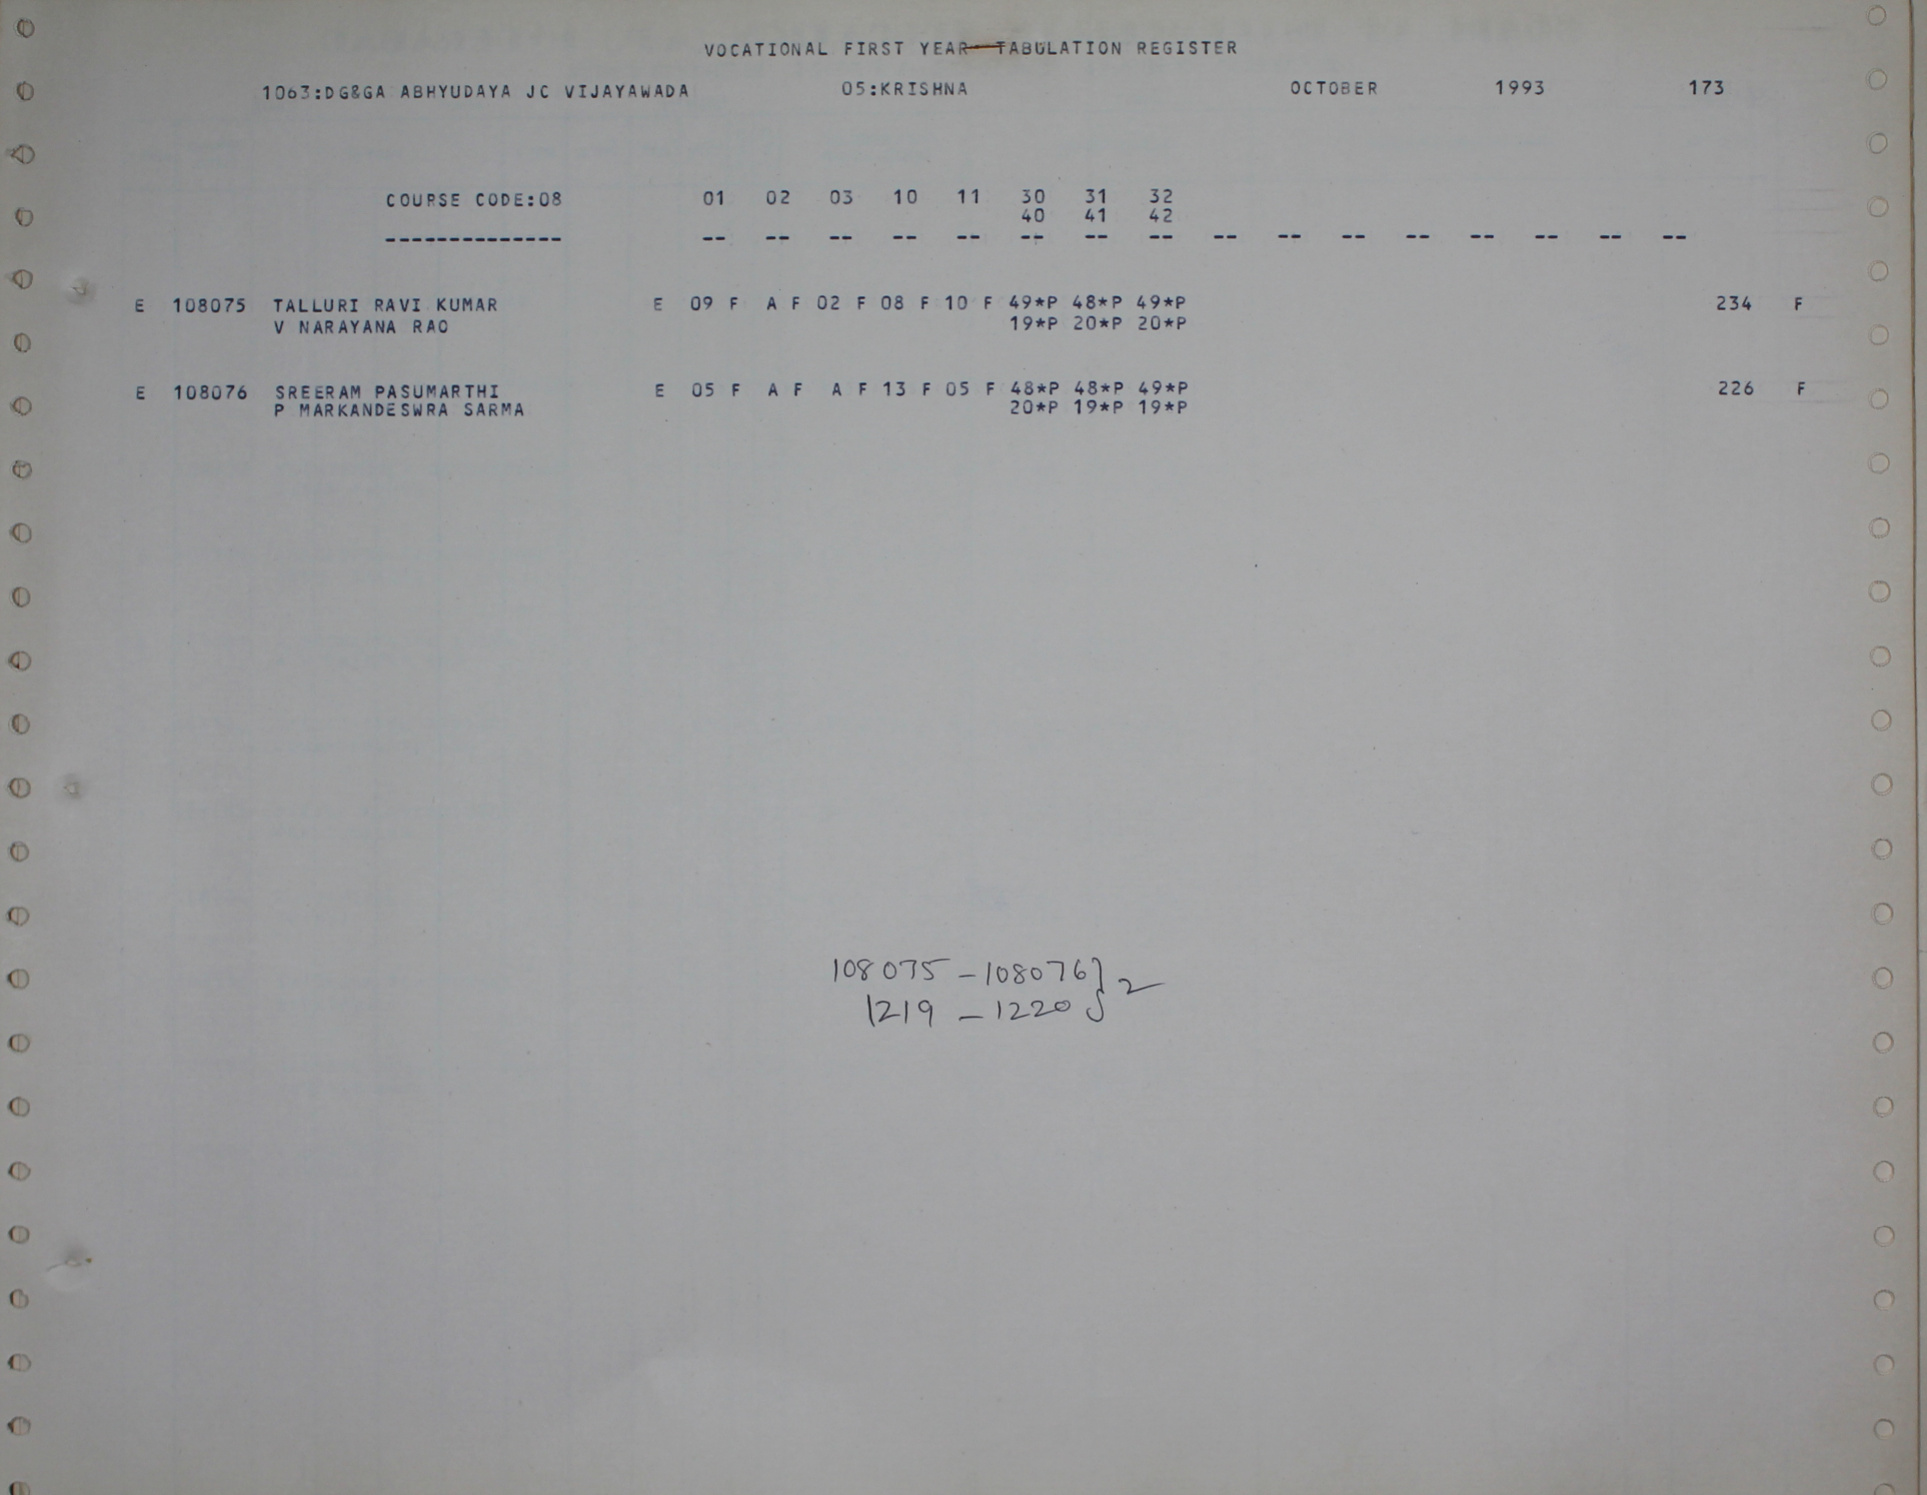 VOCATIONAL FIRST YEAR TABULATION REGISTER
1063:DG&GA ABHYUDAYA JC VIJAYAWADA 05:KRISHNA OCTOBER 1993 173
COURSE CODE:08 01 02 03 10 11 30 31 32
40 41 42
-------------- -- -- -- -- -- -- -- -- -- -- -- -- -- -- -- --
E 108075 TALLURI RAVI KUMAR E 09 F A F 02 F 08 F 10 F 49*P 48*P 49*P 234 F
V NARAYANA RAO 19*P 20*P 20*P
E 108076 SREERAM PASUMARTHI E 05 F A F A F 13 F 05 F 48*P 48*P 49*P 226 F
P MARKANDESWRA SARMA 20*P 19*P 19*P
108075 - 108076 } 2
1219 - 1220